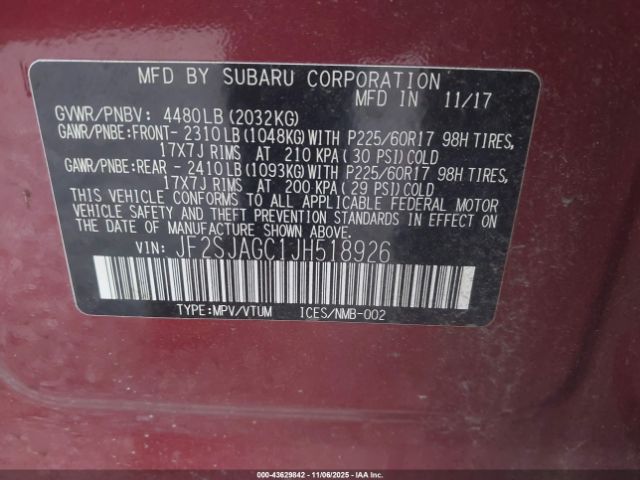 MFD BY SUBARU CORPORATION
MFD IN 11/17
GVWR/PNBV: 4480LB(2032KG)
GAWR/PNBE:FRONT- 2310LB(1048KG)WITH P225/60R17 98H TIRES,
17X7J RIMS AT 210 KPA( 30 PSI)COLD
GAWR/PNBE:REAR - 2410LB(1093KG)WITH P225/60R17 98H TIRES,
17X7J RIMS AT 200 KPA( 29 PSI)COLD
THIS VEHICLE CONFORMS TO ALL APPLICABLE FEDERAL MOTOR
VEHICLE SAFETY AND THEFT PREVENTION STANDARDS IN EFFECT ON
THE DATE OF MANUFACTURE SHOWN ABOVE.
VIN: JF2SJAGC1JH518926
TYPE:MPV/VTUM ICES/NMB-002
000-43629842 - 11/06/2025 - IAAC